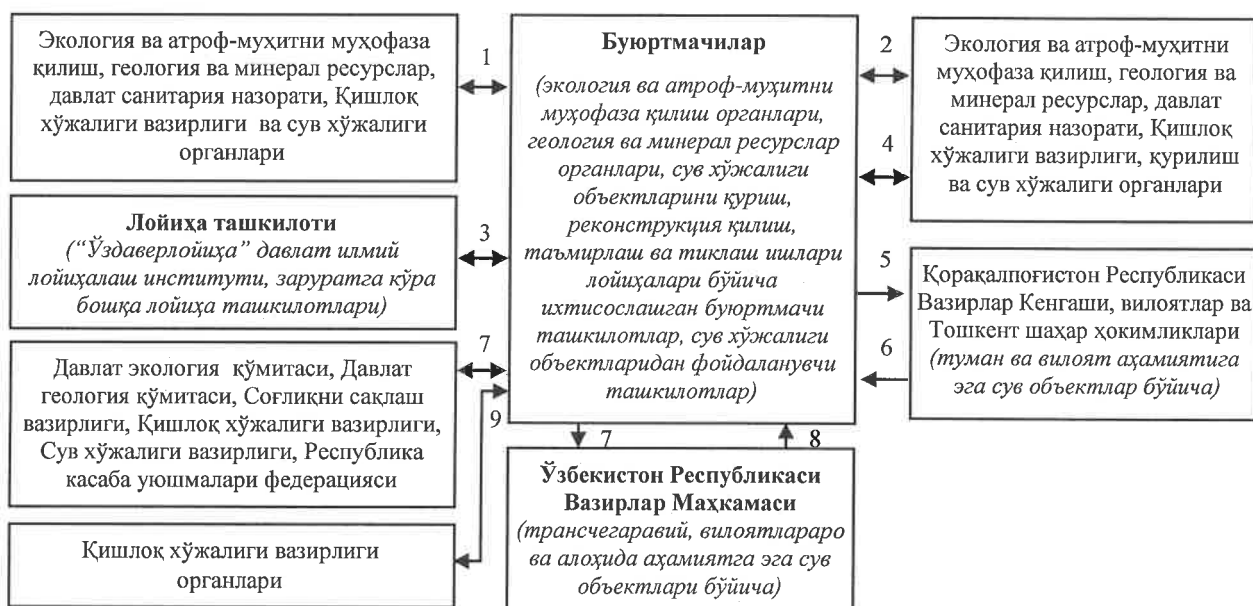 Экология ва атроф-муҳитни муҳофаза
қилиш, геология ва минерал ресурслар,
давлат санитария назорати, Қишлоқ
хўжалиги вазирлиги ва сув хўжалиги
органлари
1
Буюртмачилар
(экология ва атроф-муҳитни
муҳофаза қилиш органлари,
геология ва минерал ресурслар
органлари, сув хўжалиги
объектларини қуриш,
реконструкция қилиш,
таъмирлаш ва тиклаш ишлари
лойиҳалари бўйича
ихтисослашган буюртмачи
ташкилотлар, сув хўжалиги
объектларидан фойдаланувчи
ташкилотлар)
2
4
Экология ва атроф-муҳитни
муҳофаза қилиш, геология ва
минерал ресурслар, давлат
санитария назорати, Қишлоқ
хўжалиги вазирлиги, қурилиш
ва сув хўжалиги органлари
Лойиҳа ташкилоти
(“Ўздаверлойиҳа” давлат илмий
лойиҳалаш институти, заруратга кўра
бошқа лойиҳа ташкилотлари)
3
5
6
Қорақалпоғистон Республикаси
Вазирлар Кенгаши, вилоятлар ва
Тошкент шаҳар ҳокимликлари
(туман ва вилоят аҳамиятига
эга сув объектлар бўйича)
Давлат экология қўмитаси, Давлат
геология қўмитаси, Соғлиқни сақлаш
вазирлиги, Қишлоқ хўжалиги вазирлиги,
Сув хўжалиги вазирлиги, Республика
касаба уюшмалари федерацияси
7
9
7
8
Ўзбекистон Республикаси
Вазирлар Маҳкамаси
(трансчегаравий, вилоятлараро
ва алоҳида аҳамиятга эга сув
объектлари бўйича)
Қишлоқ хўжалиги вазирлиги
органлари